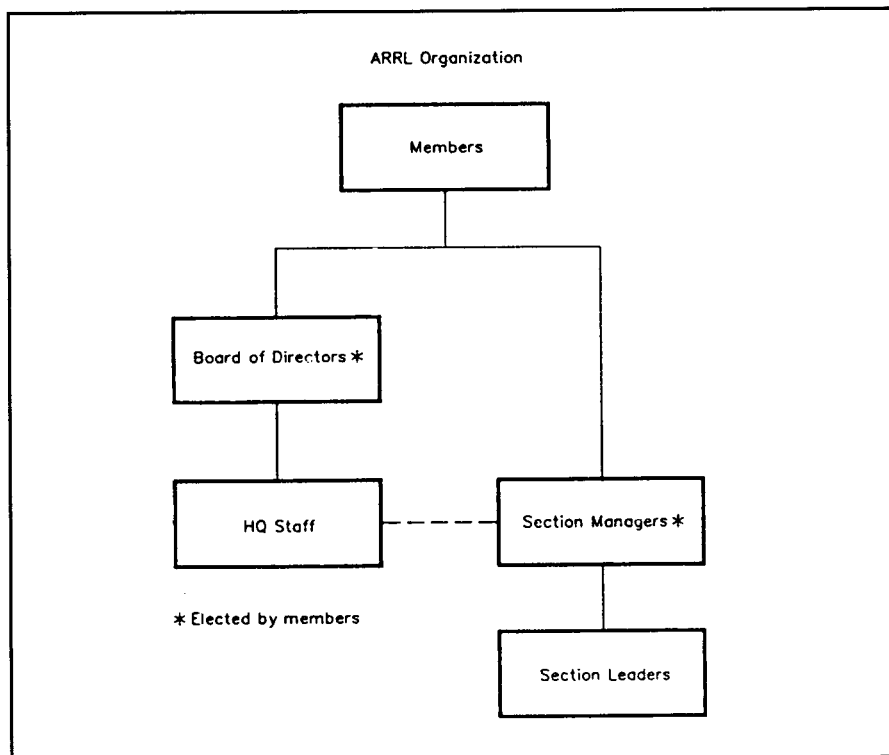 ARRL Organization
Members
Board of Directors *
HQ Staff
Section Managers *
* Elected by members
Section Leaders